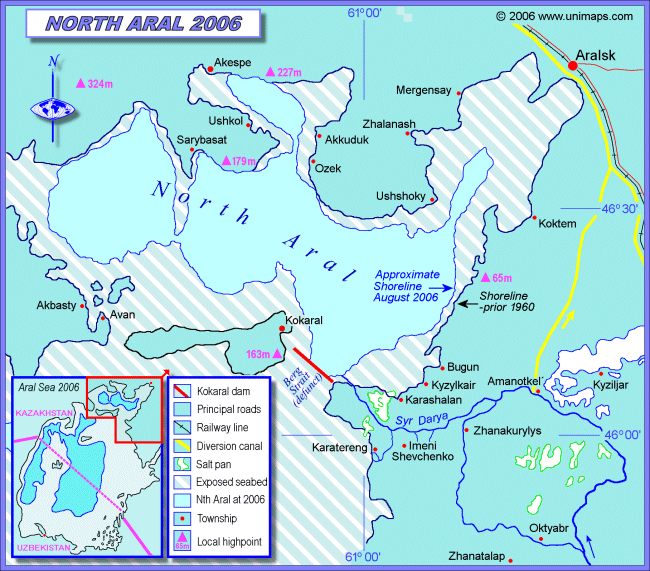 NORTH ARAL 2006
61°00'
© 2006 www.unimaps.com
N
Akespe
227m
324m
Aralsk
Mergensay
Ushkol
Akkuduk
Zhalanash
Sarybasat
179m
Ozek
North Aral
Ushshoky
46°30'
Koktem
Approximate
Shoreline
August 2006
65m
Shoreline
-prior 1960
Akbasty
Avan
Kokaral
163m
Berg
Strait
(defunct)
Bugun
Kyzylkair
Karashalan
Amanotkel'
Kyziljar
Syr Darya
Zhanakurylys
46°00'
Karatereng
Imeni
Shevchenko
Oktyabr
Zhanatalap
61°00'
Aral Sea 2006
KAZAKHSTAN
UZBEKISTAN
Kokaral dam
Principal roads
Railway line
Diversion canal
Salt pan
Exposed seabed
Nth Aral at 2006
Township
65m
Local highpoint